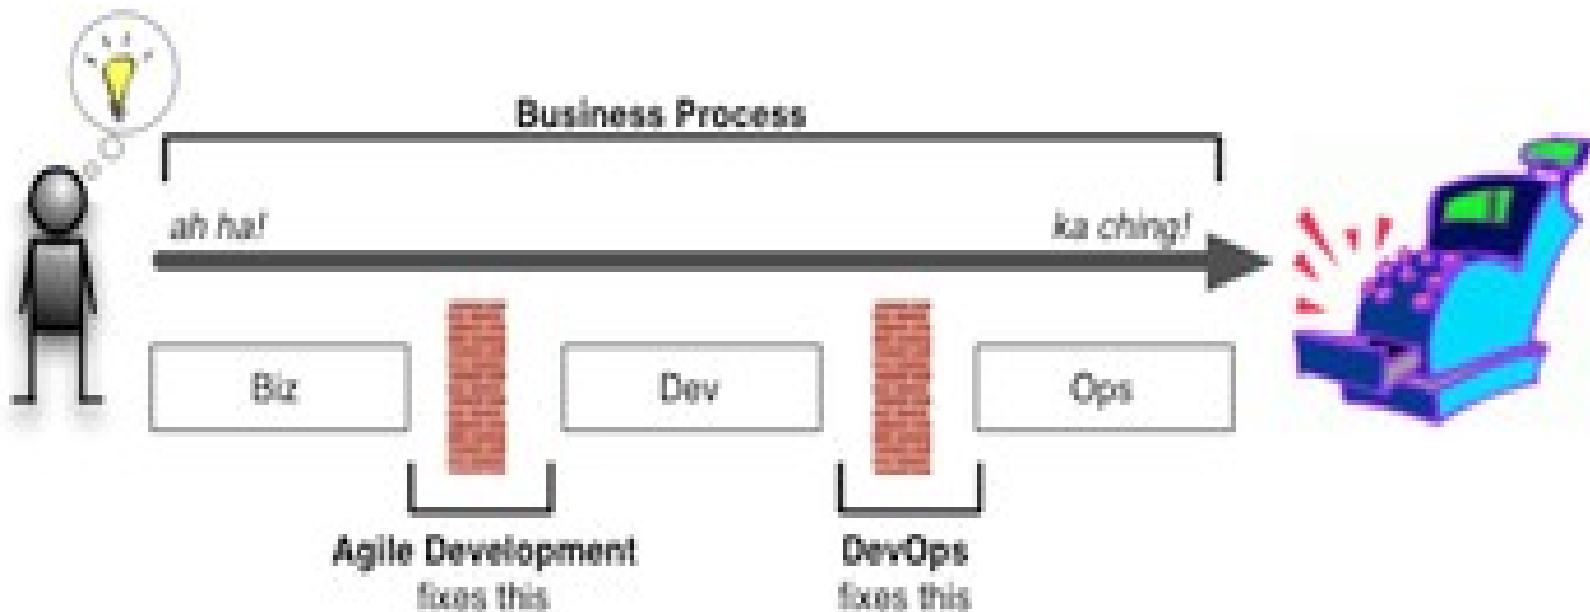 Business Process
ah ha!
ka ching!
Biz
Dev
Ops
Agile Development
fixes this
DevOps
fixes this